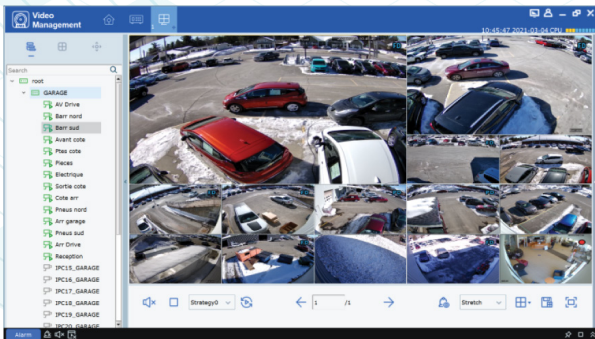 Video
Management
10:45:47 2021-03-04 CPU
Search
root
GARAGE
AV Drive
Barr nord
Barr sud
Avant cote
Ptes cote
Pieces
Electrique
Sortie cote
Cote arr
Pneus nord
Arr garage
Pneus sud
Arr Drive
Reception
IPC15_GARAGE
IPC16_GARAGE
IPC17_GARAGE
IPC18_GARAGE
IPC19_GARAGE
IPC20_GARAGE
Strategy0
1
/1
Stretch
Alarm